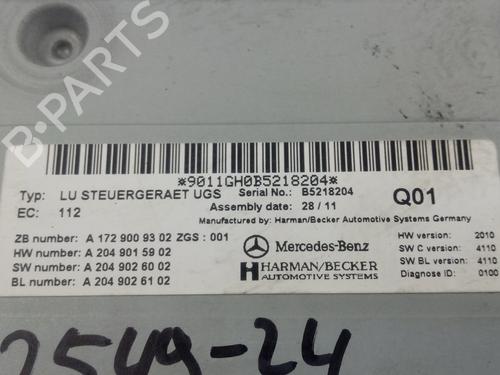 B-PARTS
*9011GH0B5218204*
Typ: LU STEUERGERAET UGS Serial No.: B5218204 Q01
EC: 112 Assembly date: 28 / 11
Manufactured by: Harman/Becker Automotive Systems Germany
ZB number: A 172 900 93 02 ZGS : 001 HW version: 2010
HW number: A 204 901 59 02 Mercedes-Benz SW C version: 4110
SW number: A 204 902 60 02 HARMAN/BECKER SW BL version: 4110
BL number: A 204 902 61 02 AUTOMOTIVE SYSTEMS Diagnose ID: 0100
2549-24